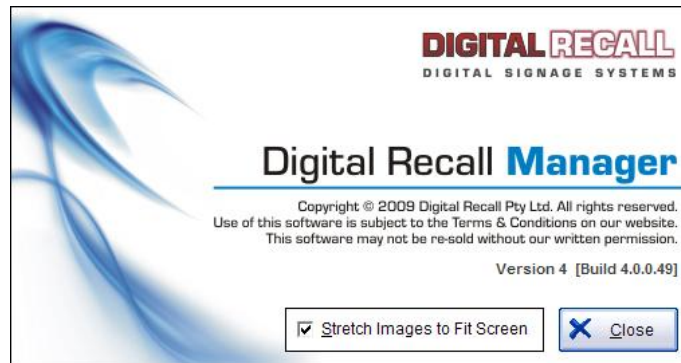 DIGITAL RECALL
DIGITAL SIGNAGE SYSTEMS
Digital Recall Manager
Copyright © 2009 Digital Recall Pty Ltd. All rights reserved.
Use of this software is subject to the Terms & Conditions on our website.
This software may not be re-sold without our written permission.
Version 4 [Build 4.0.0.49]
Stretch Images to Fit Screen
Close